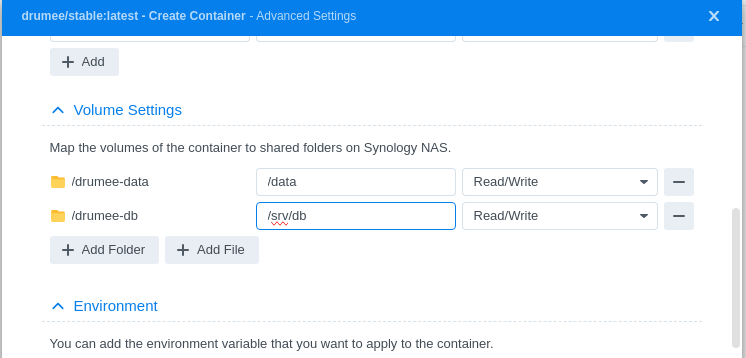 drumee/stable:latest - Create Container - Advanced Settings
Add
Volume Settings
Map the volumes of the container to shared folders on Synology NAS.
/drumee-data /data Read/Write
/drumee-db /srv/db Read/Write
Add Folder Add File
Environment
You can add the environment variable that you want to apply to the container.